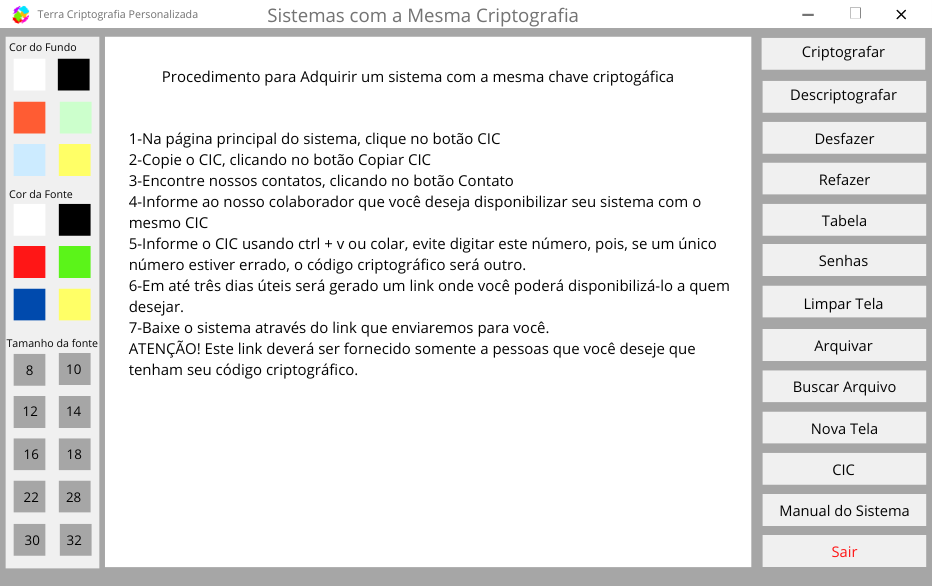 Terra Criptografia Personalizada
Sistemas com a Mesma Criptografia
Cor do Fundo
Cor da Fonte
Tamanho da fonte
8 10
12 14
16 18
22 28
30 32
Procedimento para Adquirir um sistema com a mesma chave criptogáfica
1-Na página principal do sistema, clique no botão CIC
2-Copie o CIC, clicando no botão Copiar CIC
3-Encontre nossos contatos, clicando no botão Contato
4-Informe ao nosso colaborador que você deseja disponibilizar seu sistema com o
mesmo CIC
5-Informe o CIC usando ctrl + v ou colar, evite digitar este número, pois, se um único
número estiver errado, o código criptográfico será outro.
6-Em até três dias úteis será gerado um link onde você poderá disponibilizá-lo a quem
desejar.
7-Baixe o sistema através do link que enviaremos para você.
ATENÇÃO! Este link deverá ser fornecido somente a pessoas que você deseje que
tenham seu código criptográfico.
Criptografar
Descriptografar
Desfazer
Refazer
Tabela
Senhas
Limpar Tela
Arquivar
Buscar Arquivo
Nova Tela
CIC
Manual do Sistema
Sair